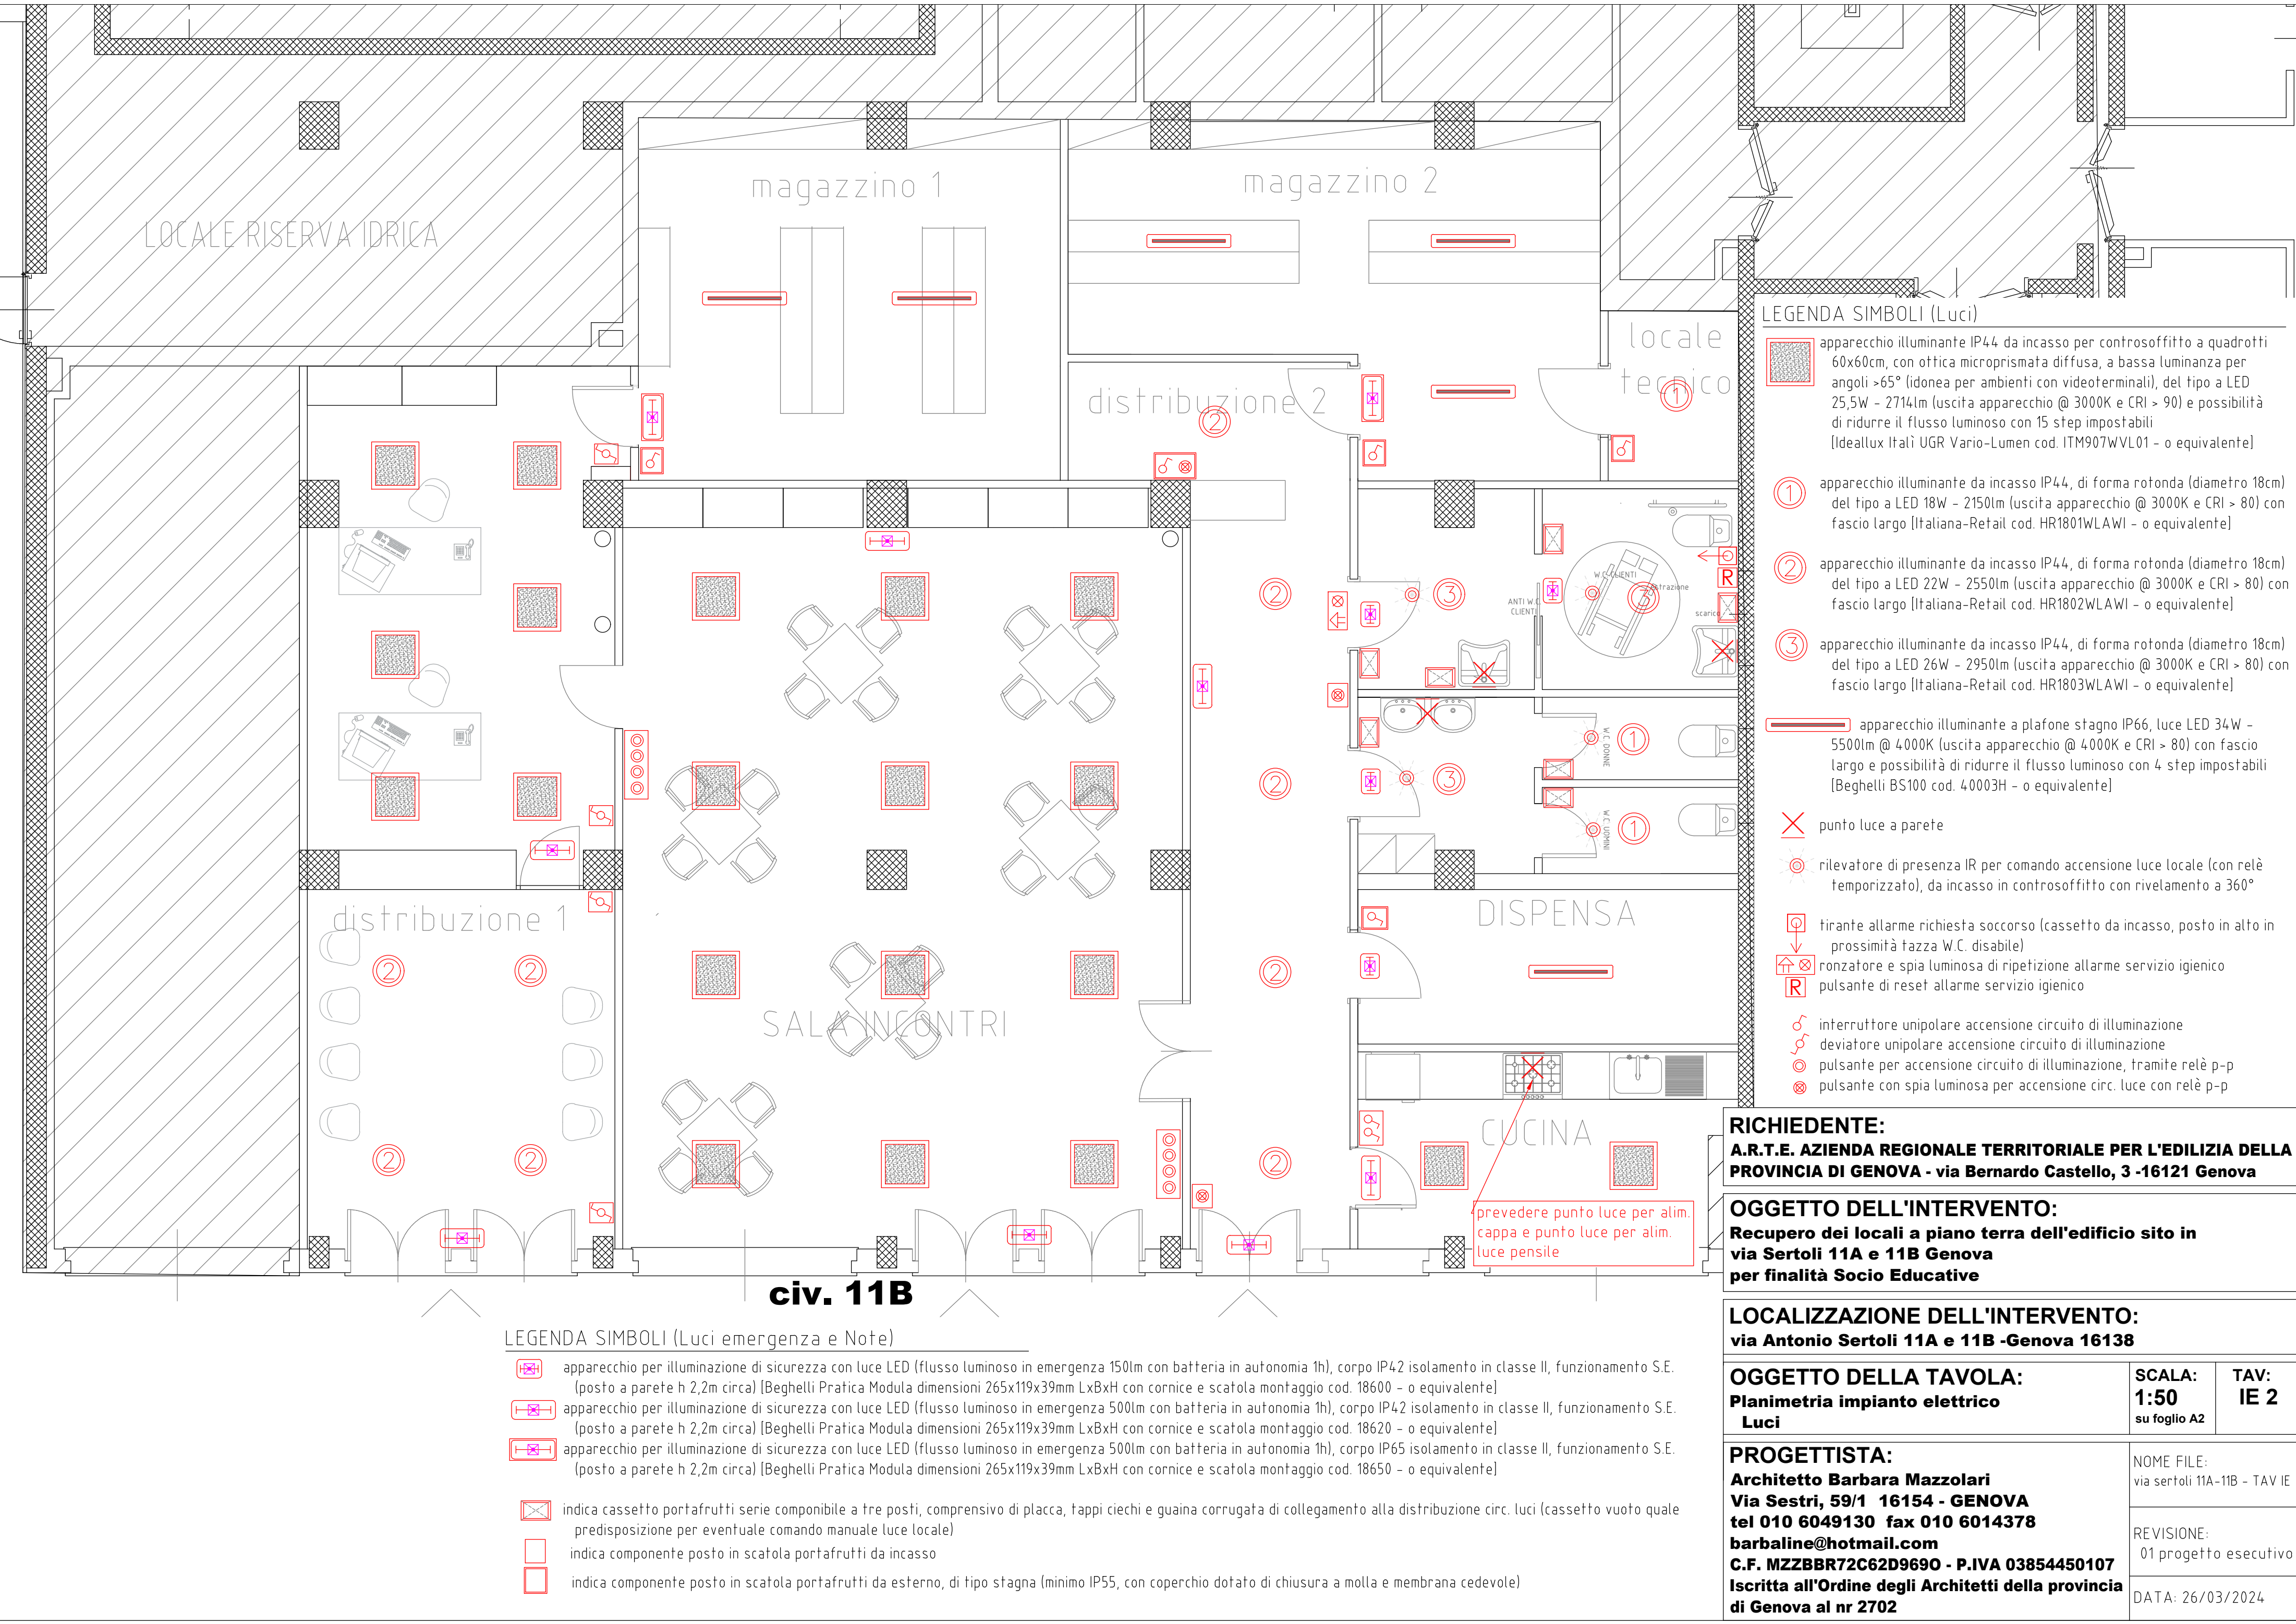 LOCALE RISERVA IDRICA
magazzino 1
magazzino 2
locale
tecnico
1
distribuzione 2
2
2
2
2
2
W.C. CLIENTI
ANTI W.C.
CLIENTI
3
3
estrazione
scarico
R
W.C. DONNE
1
3
W.C. UOMINI
1
distribuzione 1
2
2
2
2
SALA INCONTRI
DISPENSA
CUCINA
prevedere punto luce per alim.
cappa e punto luce per alim.
luce pensile
civ. 11B
LEGENDA SIMBOLI (Luci)
apparecchio illuminante IP44 da incasso per controsoffitto a quadrotti
60x60cm, con ottica microprismata diffusa, a bassa luminanza per
angoli >65° (idonea per ambienti con videoterminali), del tipo a LED
25,5W - 2714lm (uscita apparecchio @ 3000K e CRI > 90) e possibilità
di ridurre il flusso luminoso con 15 step impostabili
[Ideallux Italì UGR Vario-Lumen cod. ITM907WVL01 - o equivalente]
1 apparecchio illuminante da incasso IP44, di forma rotonda (diametro 18cm)
del tipo a LED 18W - 2150lm (uscita apparecchio @ 3000K e CRI > 80) con
fascio largo [Italiana-Retail cod. HR1801WLAWI - o equivalente]
2 apparecchio illuminante da incasso IP44, di forma rotonda (diametro 18cm)
del tipo a LED 22W - 2550lm (uscita apparecchio @ 3000K e CRI > 80) con
fascio largo [Italiana-Retail cod. HR1802WLAWI - o equivalente]
3 apparecchio illuminante da incasso IP44, di forma rotonda (diametro 18cm)
del tipo a LED 26W - 2950lm (uscita apparecchio @ 3000K e CRI > 80) con
fascio largo [Italiana-Retail cod. HR1803WLAWI - o equivalente]
apparecchio illuminante a plafone stagno IP66, luce LED 34W -
5500lm @ 4000K (uscita apparecchio @ 4000K e CRI > 80) con fascio
largo e possibilità di ridurre il flusso luminoso con 4 step impostabili
[Beghelli BS100 cod. 40003H - o equivalente]
punto luce a parete
rilevatore di presenza IR per comando accensione luce locale (con relè
temporizzato), da incasso in controsoffitto con rivelamento a 360°
tirante allarme richiesta soccorso (cassetto da incasso, posto in alto in
prossimità tazza W.C. disabile)
ronzatore e spia luminosa di ripetizione allarme servizio igienico
R pulsante di reset allarme servizio igienico
interruttore unipolare accensione circuito di illuminazione
deviatore unipolare accensione circuito di illuminazione
pulsante per accensione circuito di illuminazione, tramite relè p-p
pulsante con spia luminosa per accensione circ. luce con relè p-p
LEGENDA SIMBOLI (Luci emergenza e Note)
apparecchio per illuminazione di sicurezza con luce LED (flusso luminoso in emergenza 150lm con batteria in autonomia 1h), corpo IP42 isolamento in classe II, funzionamento S.E.
(posto a parete h 2,2m circa) [Beghelli Pratica Modula dimensioni 265x119x39mm LxBxH con cornice e scatola montaggio cod. 18600 - o equivalente]
apparecchio per illuminazione di sicurezza con luce LED (flusso luminoso in emergenza 500lm con batteria in autonomia 1h), corpo IP42 isolamento in classe II, funzionamento S.E.
(posto a parete h 2,2m circa) [Beghelli Pratica Modula dimensioni 265x119x39mm LxBxH con cornice e scatola montaggio cod. 18620 - o equivalente]
apparecchio per illuminazione di sicurezza con luce LED (flusso luminoso in emergenza 500lm con batteria in autonomia 1h), corpo IP65 isolamento in classe II, funzionamento S.E.
(posto a parete h 2,2m circa) [Beghelli Pratica Modula dimensioni 265x119x39mm LxBxH con cornice e scatola montaggio cod. 18650 - o equivalente]
indica cassetto portafrutti serie componibile a tre posti, comprensivo di placca, tappi ciechi e guaina corrugata di collegamento alla distribuzione circ. luci (cassetto vuoto quale
predisposizione per eventuale comando manuale luce locale)
indica componente posto in scatola portafrutti da incasso
indica componente posto in scatola portafrutti da esterno, di tipo stagna (minimo IP55, con coperchio dotato di chiusura a molla e membrana cedevole)
RICHIEDENTE:
A.R.T.E. AZIENDA REGIONALE TERRITORIALE PER L'EDILIZIA DELLA
PROVINCIA DI GENOVA - via Bernardo Castello, 3 -16121 Genova
OGGETTO DELL'INTERVENTO:
Recupero dei locali a piano terra dell'edificio sito in
via Sertoli 11A e 11B Genova
per finalità Socio Educative
LOCALIZZAZIONE DELL'INTERVENTO:
via Antonio Sertoli 11A e 11B -Genova 16138
OGGETTO DELLA TAVOLA:
Planimetria impianto elettrico
Luci
SCALA:
1:50
su foglio A2
TAV:
IE 2
PROGETTISTA:
Architetto Barbara Mazzolari
Via Sestri, 59/1 16154 - GENOVA
tel 010 6049130 fax 010 6014378
barbaline@hotmail.com
C.F. MZZBBR72C62D969O - P.IVA 03854450107
Iscritta all'Ordine degli Architetti della provincia
di Genova al nr 2702
NOME FILE:
via sertoli 11A-11B - TAV IE
REVISIONE:
01 progetto esecutivo
DATA: 26/03/2024